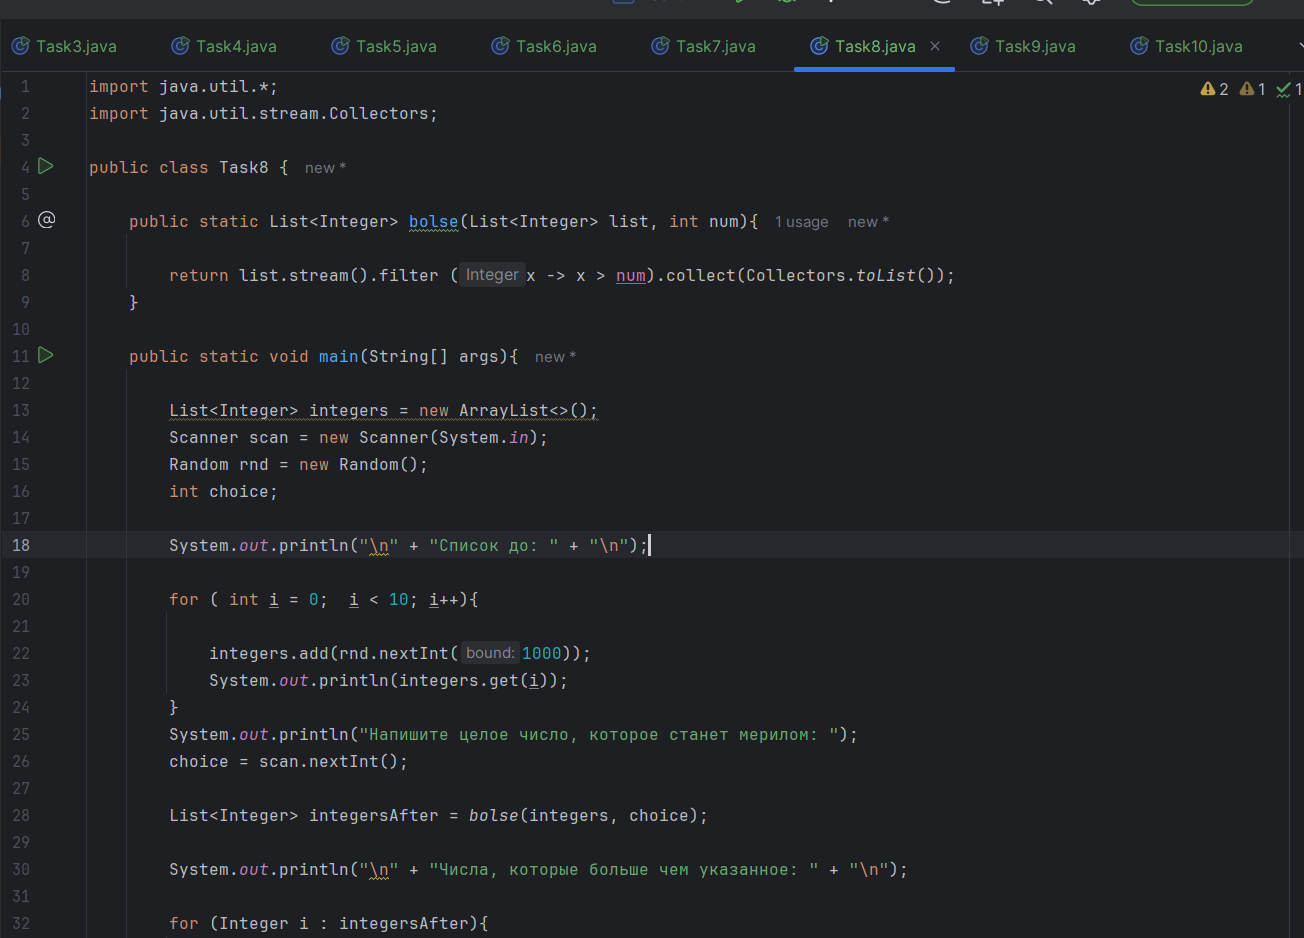 Task3.java Task4.java Task5.java Task6.java Task7.java Task8.java Task9.java Task10.java
2 1 1
1 import java.util.*;
2 import java.util.stream.Collectors;
3
4 public class Task8 { new *
5
6 public static List<Integer> bolse(List<Integer> list, int num){ 1 usage new *
7
8 return list.stream().filter (Integer x -> x > num).collect(Collectors.toList());
9 }
10
11 public static void main(String[] args){ new *
12
13 List<Integer> integers = new ArrayList<>();
14 Scanner scan = new Scanner(System.in);
15 Random rnd = new Random();
16 int choice;
17
18 System.out.println("\n" + "Список до: " + "\n");
19
20 for ( int i = 0;  i < 10; i++){
21
22 integers.add(rnd.nextInt( bound: 1000));
23 System.out.println(integers.get(i));
24 }
25 System.out.println("Напишите целое число, которое станет мерилом: ");
26 choice = scan.nextInt();
27
28 List<Integer> integersAfter = bolse(integers, choice);
29
30 System.out.println("\n" + "Числа, которые больше чем указанное: " + "\n");
31
32 for (Integer i : integersAfter){